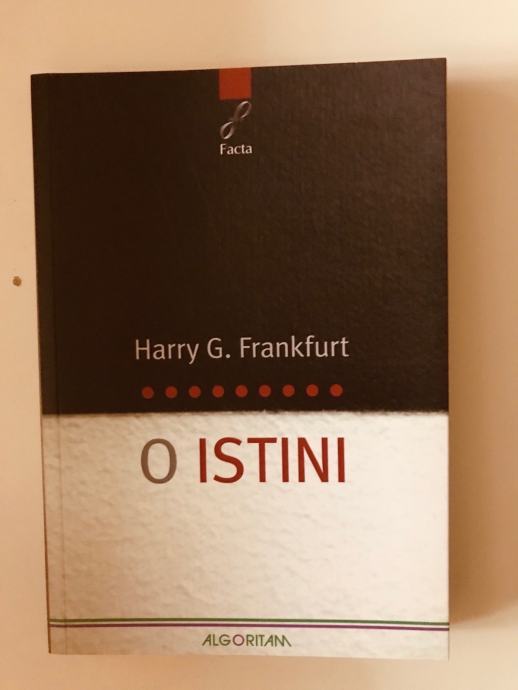 Facta
Harry G. Frankfurt
O ISTINI
ALGORITAM